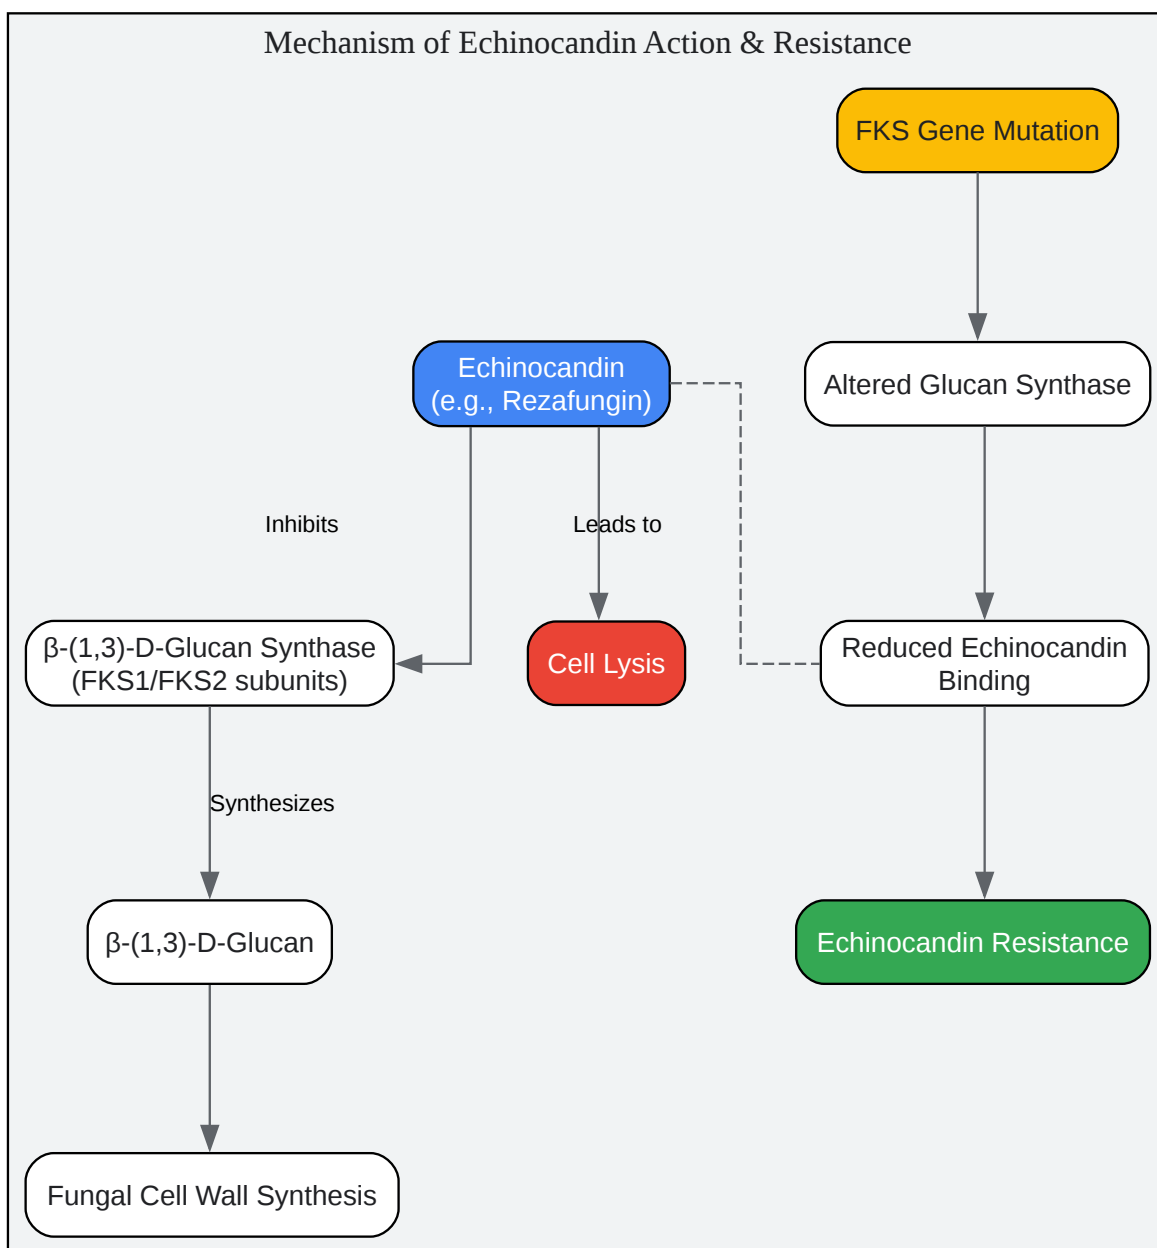 Mechanism of Echinocandin Action & Resistance
FKS Gene Mutation
Echinocandin
(e.g., Rezafungin)
Altered Glucan Synthase
Inhibits
Leads to
β-(1,3)-D-Glucan Synthase
(FKS1/FKS2 subunits)
Cell Lysis
Reduced Echinocandin
Binding
Synthesizes
β-(1,3)-D-Glucan
Echinocandin Resistance
Fungal Cell Wall Synthesis